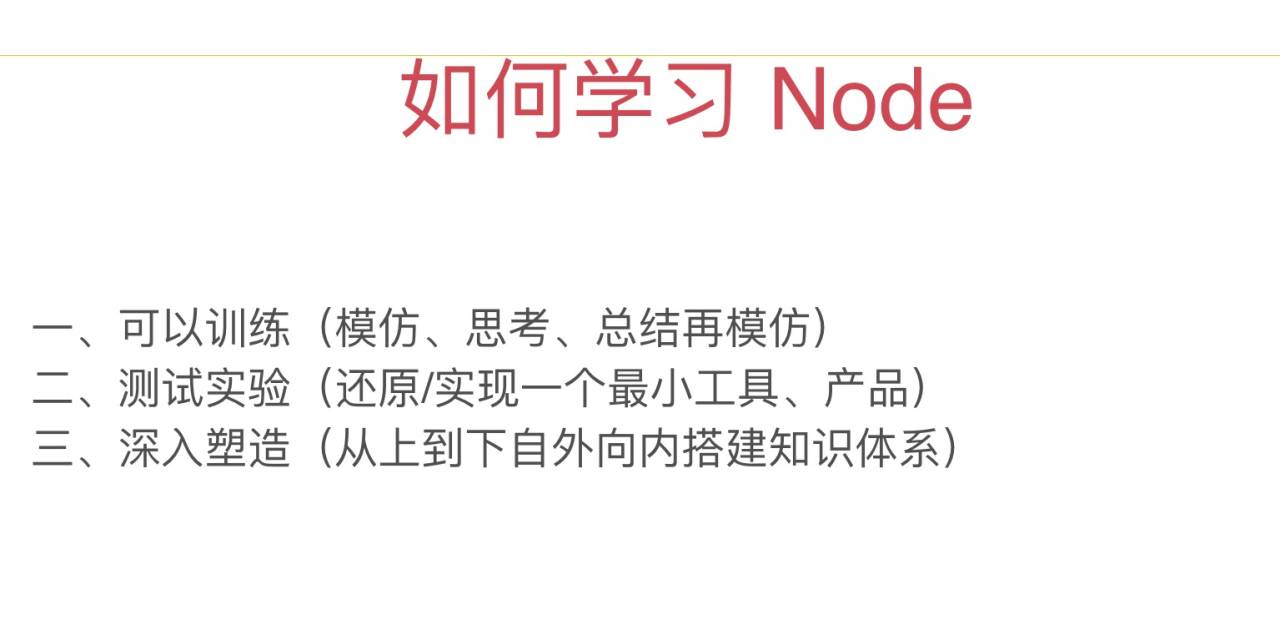 如何学习 Node
一、可以训练（模仿、思考、总结再模仿）
二、测试实验（还原/实现一个最小工具、产品）
三、深入塑造（从上到下自外向内搭建知识体系）